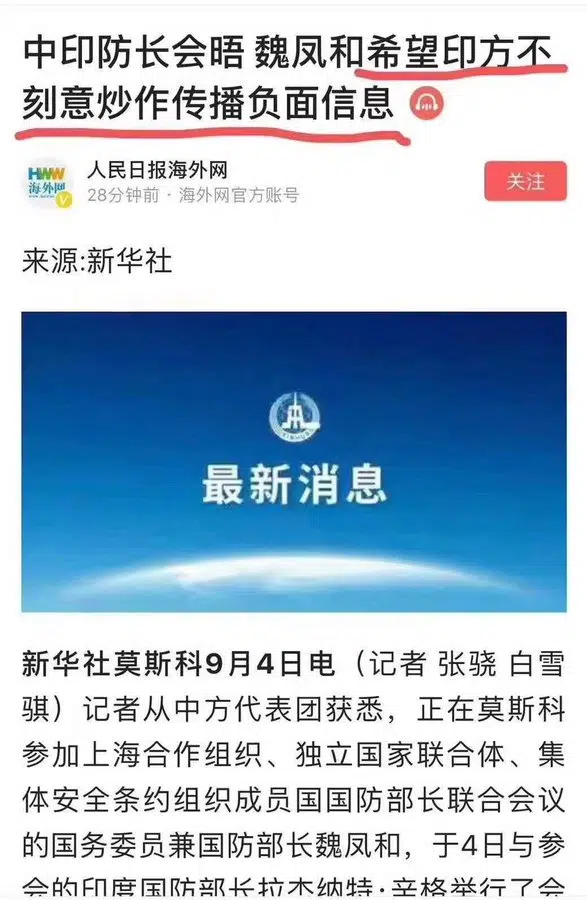 中印防长会晤 魏凤和希望印方不
刻意炒作传播负面信息
HWW
海外网
人民日报海外网
28分钟前 · 海外网官方账号
关注
来源:新华社
XINHUA
最新消息
新华社莫斯科9月4日电（记者 张骁 白雪
骐）记者从中方代表团获悉，正在莫斯科
参加上海合作组织、独立国家联合体、集
体安全条约组织成员国国防部长联合会议
的国务委员兼国防部长魏凤和，于4日与参
会的印度国防部长拉杰纳特·辛格举行了会